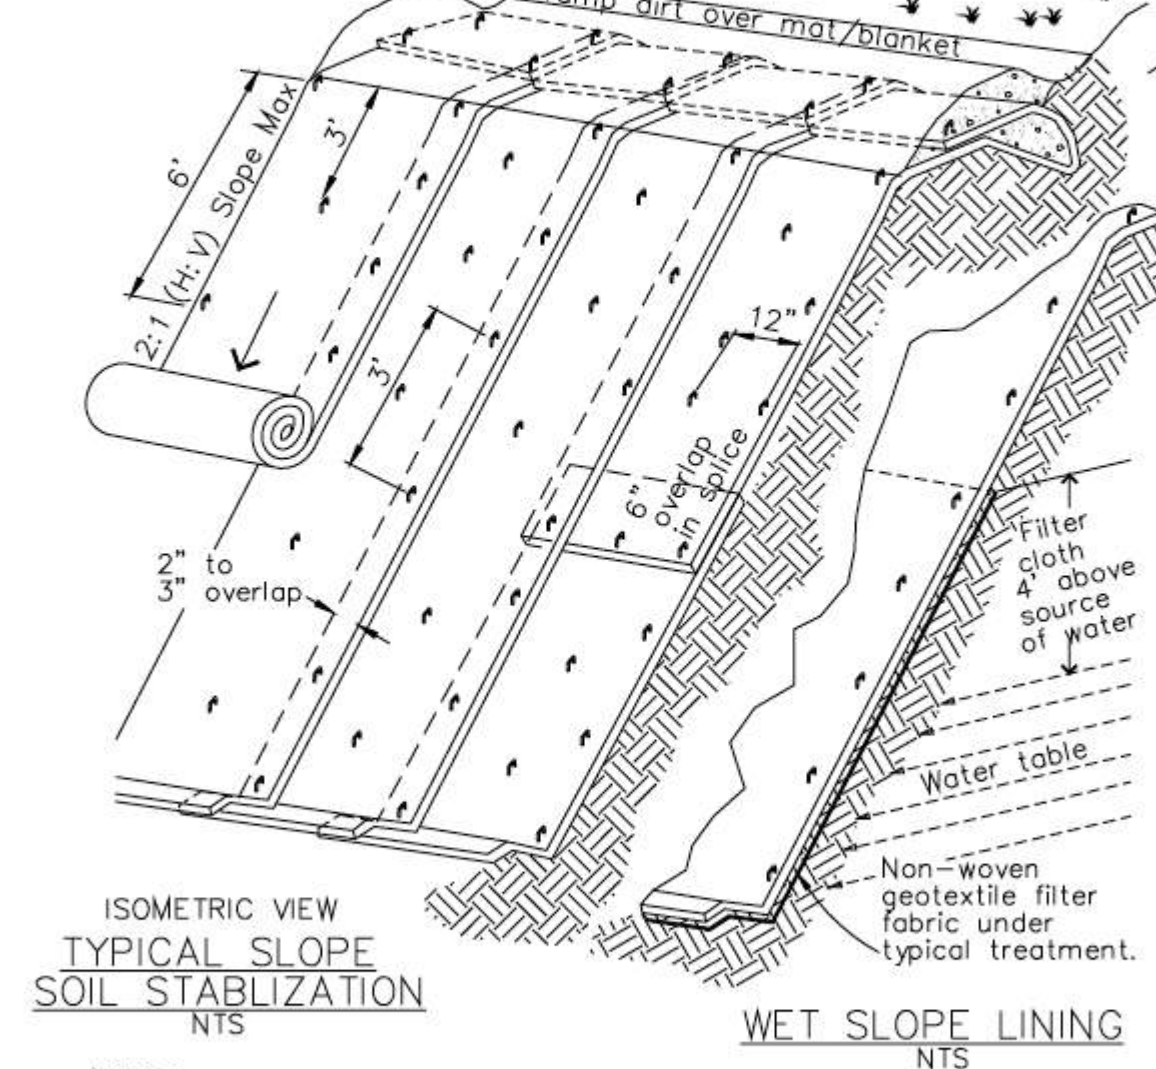 dirt over mat/blanket
6'
3'
2:1 (H:V) Slope Max
12"
3'
6"
overlap
in splice
2" to
3" overlap
Filter
cloth
4' above
source
of water
Water table
Non-woven
geotextile filter
fabric under
typical treatment.
ISOMETRIC VIEW
TYPICAL SLOPE
SOIL STABLIZATION
NTS
WET SLOPE LINING
NTS